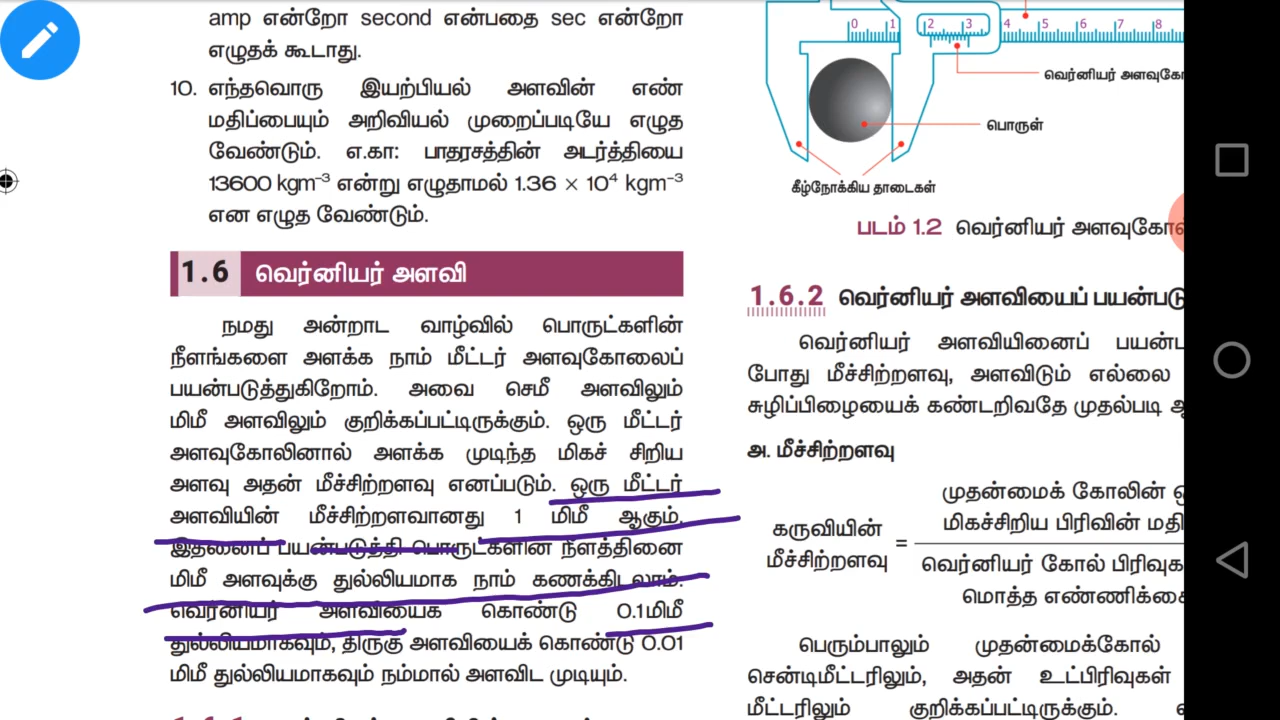 amp என்றோ second என்பதை sec என்றோ
எழுதக் கூடாது.
10. எந்தவொரு இயற்பியல் அளவின் எண்
மதிப்பையும் அறிவியல் முறைப்படியே எழுத
வேண்டும். எ.கா: பாதரசத்தின் அடர்த்தியை
13600 kgm⁻³ என்று எழுதாமல் 1.36 × 10⁴ kgm⁻³
என எழுத வேண்டும்.
1.6 வெர்னியர் அளவி
நமது அன்றாட வாழ்வில் பொருட்களின்
நீளங்களை அளக்க நாம் மீட்டர் அளவுகோலைப்
பயன்படுத்துகிறோம். அவை செமீ அளவிலும்
மிமீ அளவிலும் குறிக்கப்பட்டிருக்கும். ஒரு மீட்டர்
அளவுகோலினால் அளக்க முடிந்த மிகச் சிறிய
அளவு அதன் மீச்சிற்றளவு எனப்படும். ஒரு மீட்டர்
அளவியின் மீச்சிற்றளவானது 1 மிமீ ஆகும்.
இதனைப் பயன்படுத்தி பொருட்களின் நீளத்தினை
மிமீ அளவுக்கு துல்லியமாக நாம் கணக்கிடலாம்.
வெர்னியர் அளவியைக் கொண்டு 0.1மிமீ
துல்லியமாகவும், திருகு அளவியைக் கொண்டு 0.01
மிமீ துல்லியமாகவும் நம்மால் அளவிட முடியும்.
0 1 2 3 4 5 6 7 8
வெர்னியர் அளவுகோ
பொருள்
கீழ்நோக்கிய தாடைகள்
படம் 1.2 வெர்னியர் அளவுகோல்
1.6.2 வெர்னியர் அளவியைப் பயன்படு
வெர்னியர் அளவியினைப் பயன்ப
போது மீச்சிற்றளவு, அளவிடும் எல்லை
சுழிப்பிழையைக் கண்டறிவதே முதல்படி ஆ
அ. மீச்சிற்றளவு
முதன்மைக் கோலின் ஒ
மிகச்சிறிய பிரிவின் மதி
கருவியின்
மீச்சிற்றளவு =
வெர்னியர் கோல் பிரிவுக
மொத்த எண்ணிக்கை
பெரும்பாலும் முதன்மைக்கோல்
சென்டிமீட்டரிலும், அதன் உட்பிரிவுகள்
மீட்டரிலும் குறிக்கப்பட்டிருக்கும்.